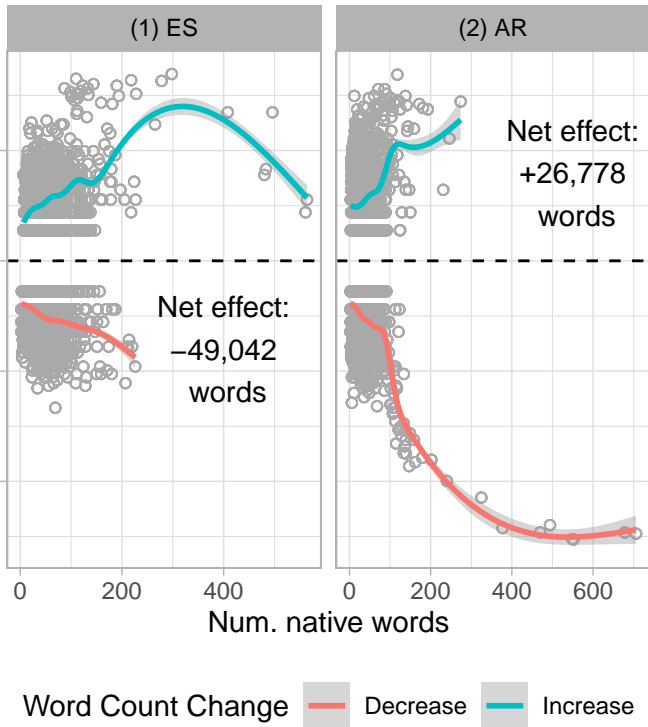 (1) ES
(2) AR
Net effect:
+26,778
words
Net effect:
−49,042
words
0 200 400
0 200 400 600
Num. native words
Word Count Change Decrease Increase